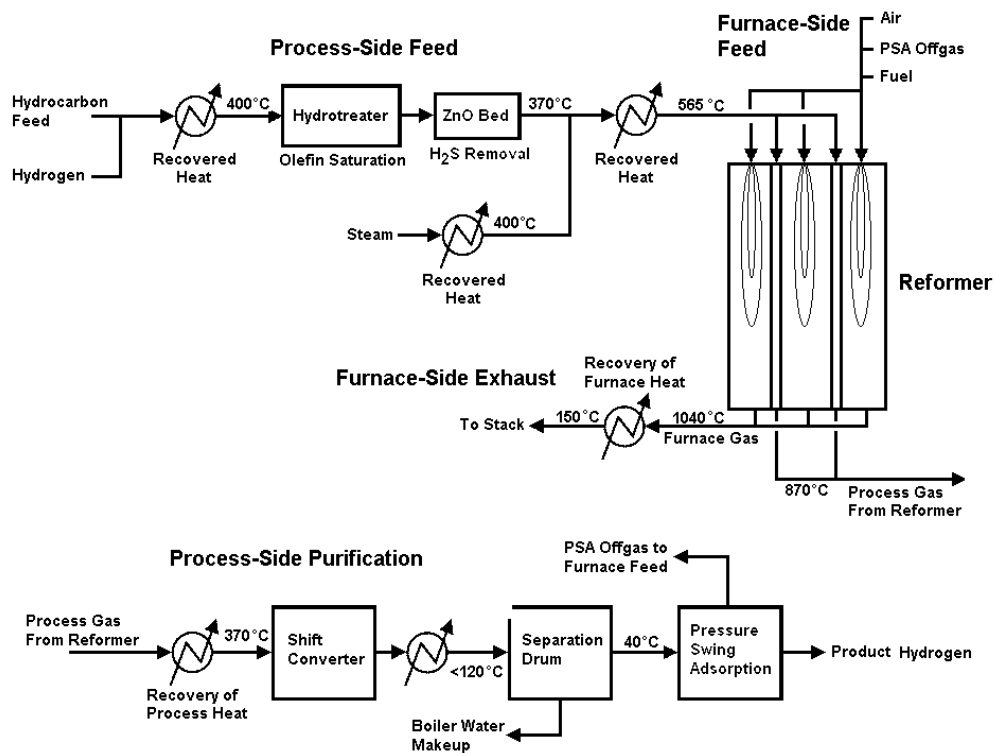 Process-Side Feed
Furnace-Side
Feed
Air
PSA Offgas
Fuel
Hydrocarbon
Feed
Hydrogen
400°C
Recovered
Heat
Hydrotreater
Olefin Saturation
ZnO Bed
H2S Removal
370°C
Recovered
Heat
565 °C
Steam
400°C
Recovered
Heat
Reformer
Furnace-Side Exhaust
Recovery of
Furnace Heat
To Stack
150°C
1040°C
Furnace Gas
870°C
Process Gas
From Reformer
Process-Side Purification
PSA Offgas to
Furnace Feed
Process Gas
From Reformer
370°C
Recovery of
Process Heat
Shift
Converter
<120°C
Separation
Drum
40°C
Pressure
Swing
Adsorption
Product Hydrogen
Boiler Water
Makeup